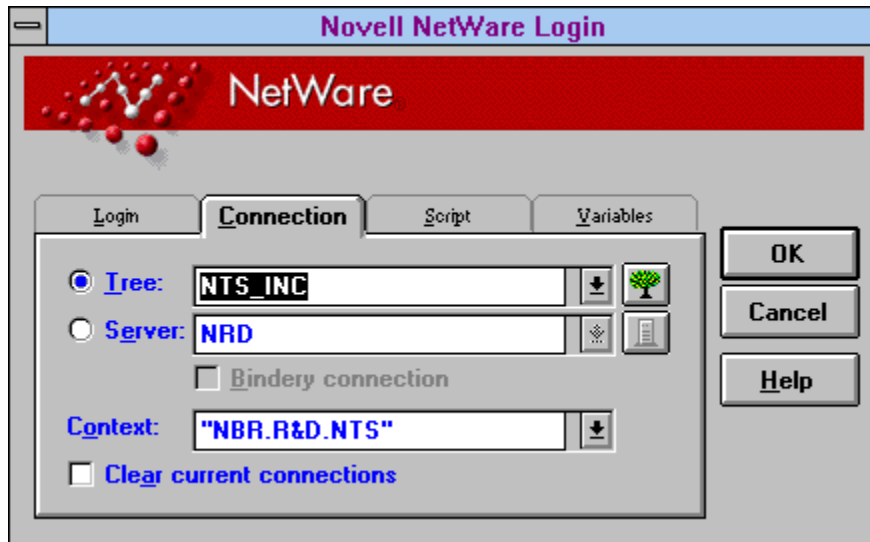 Novell NetWare Login
NetWare
Login Connection Script Variables
Tree: NTS_INC
Server: NRD
Bindery connection
Context: "NBR.R&D.NTS"
Clear current connections
OK
Cancel
Help